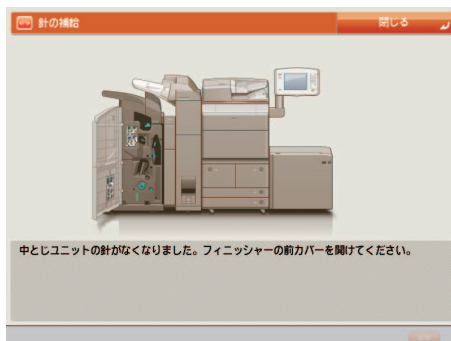 針の補給
閉じる
中とじユニットの針がなくなりました。フィニッシャーの前カバーを開けてください。